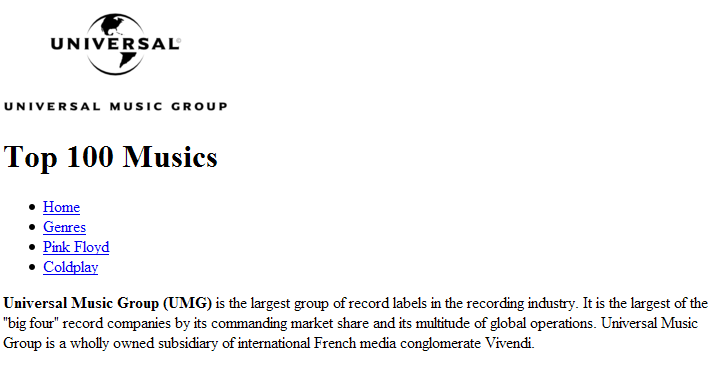 UNIVERSAL
UNIVERSAL MUSIC GROUP
Top 100 Musics
Home
Genres
Pink Floyd
Coldplay
Universal Music Group (UMG) is the largest group of record labels in the recording industry. It is the largest of the
"big four" record companies by its commanding market share and its multitude of global operations. Universal Music
Group is a wholly owned subsidiary of international French media conglomerate Vivendi.